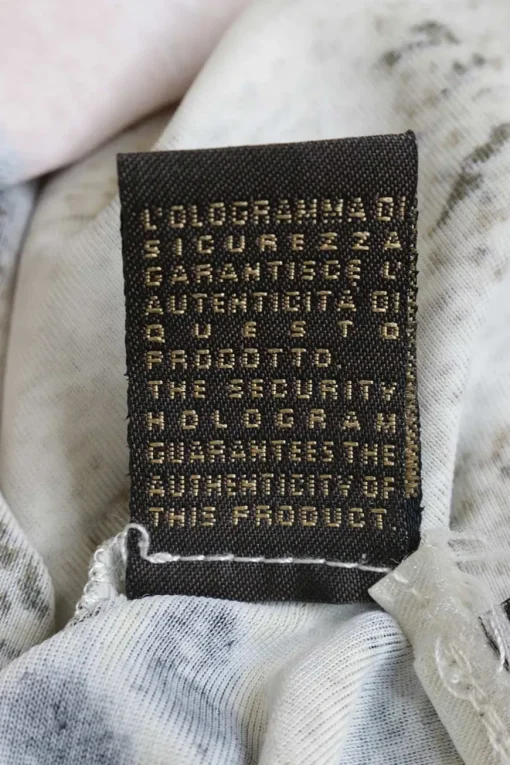 L'OLOGRAMMA DI
SICUREZZA
GARANTISCE L'
AUTENTICITÀ DI
QUESTO
PRODOTTO.
THE SECURITY
HOLOGRAM
GUARANTEES THE
AUTHENTICITY OF
THIS PRODUCT.